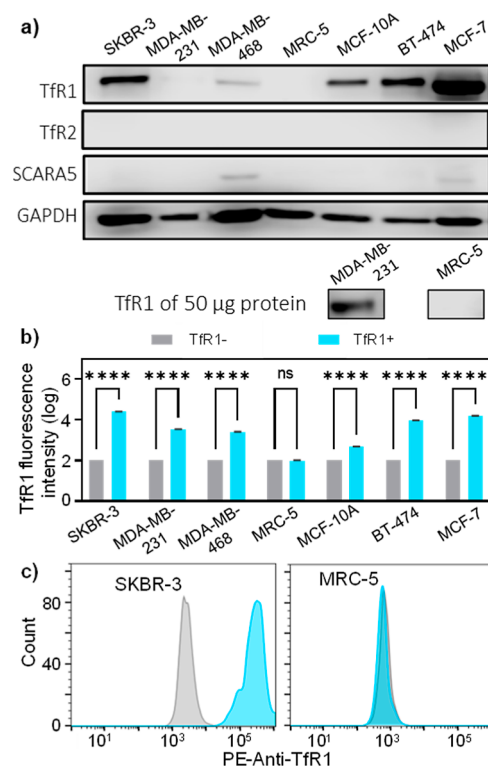 a)
SKBR-3
MDA-MB-
231
MDA-MB-
468
MRC-5
MCF-10A
BT-474
MCF-7
TfR1
TfR2
SCARA5
GAPDH
MDA-MB-
231
MRC-5
TfR1 of 50 µg protein
b)
TfR1-
TfR1+
**** **** **** ns **** **** ****
TfR1 fluorescence
intensity (log)
6
4
2
0
SKBR-3
MDA-MB-
231
MDA-MB-
468
MRC-5
MCF-10A
BT-474
MCF-7
c)
SKBR-3
MRC-5
Count
80
40
0
10¹ 10³ 10⁵ 10¹ 10³ 10⁵
PE-Anti-TfR1